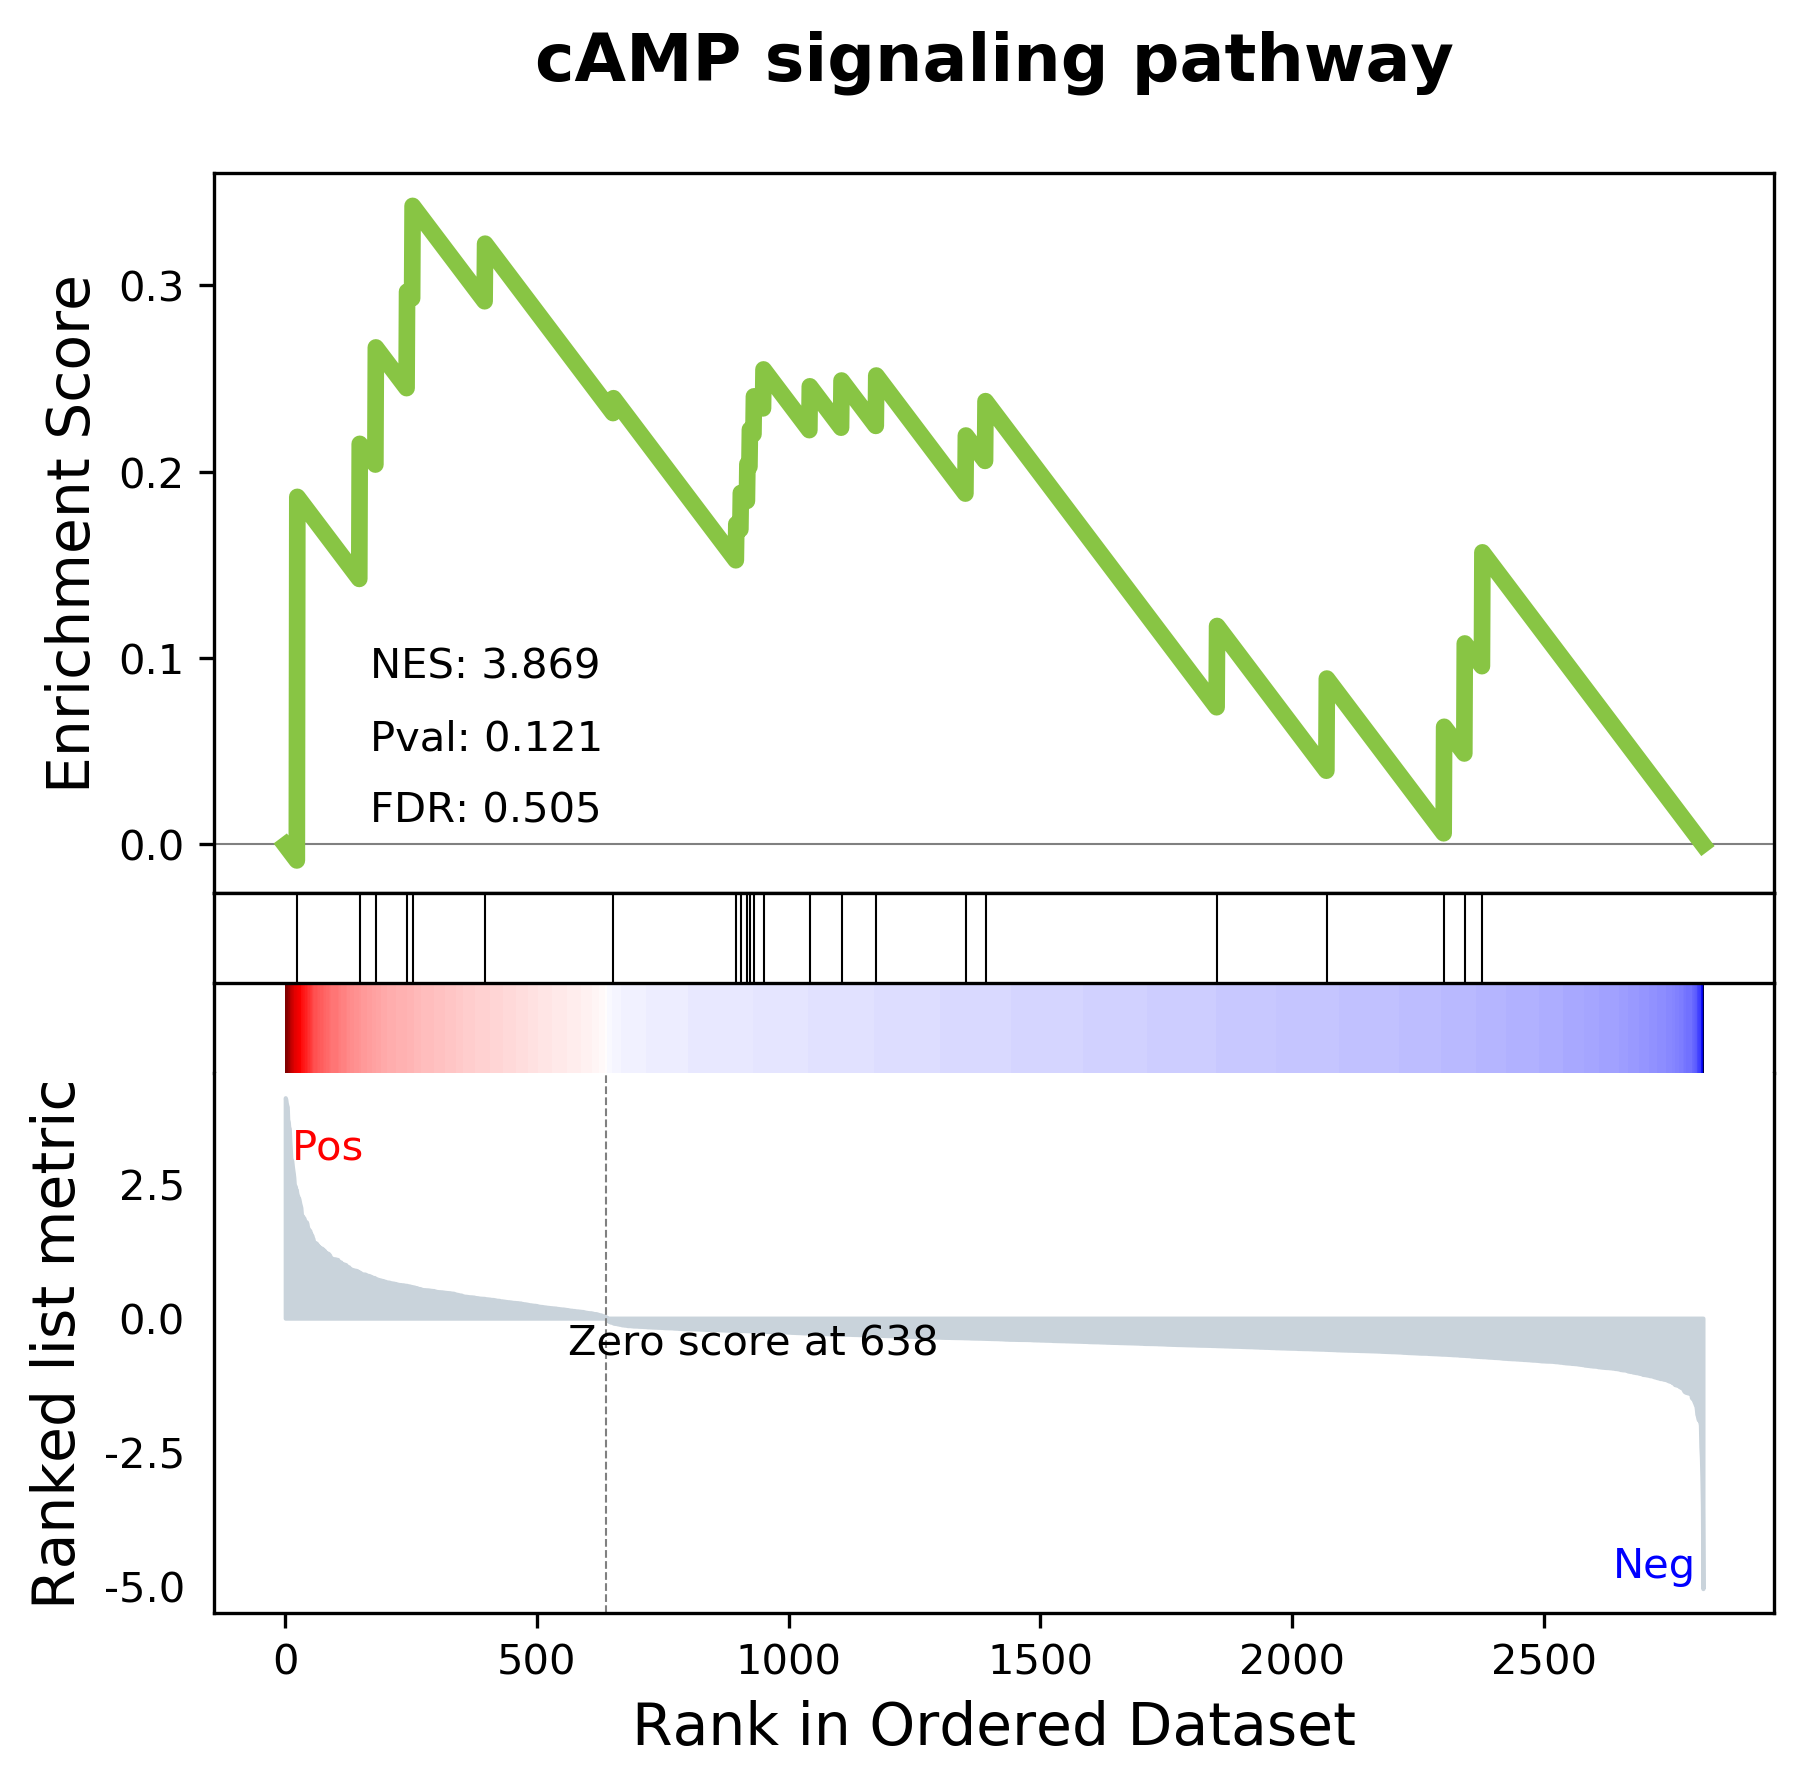 cAMP signaling pathway
Enrichment Score
0.3
0.2
0.1
0.0
NES: 3.869
Pval: 0.121
FDR: 0.505
Ranked list metric
2.5
0.0
-2.5
-5.0
Pos
Zero score at 638
Neg
0 500 1000 1500 2000 2500
Rank in Ordered Dataset